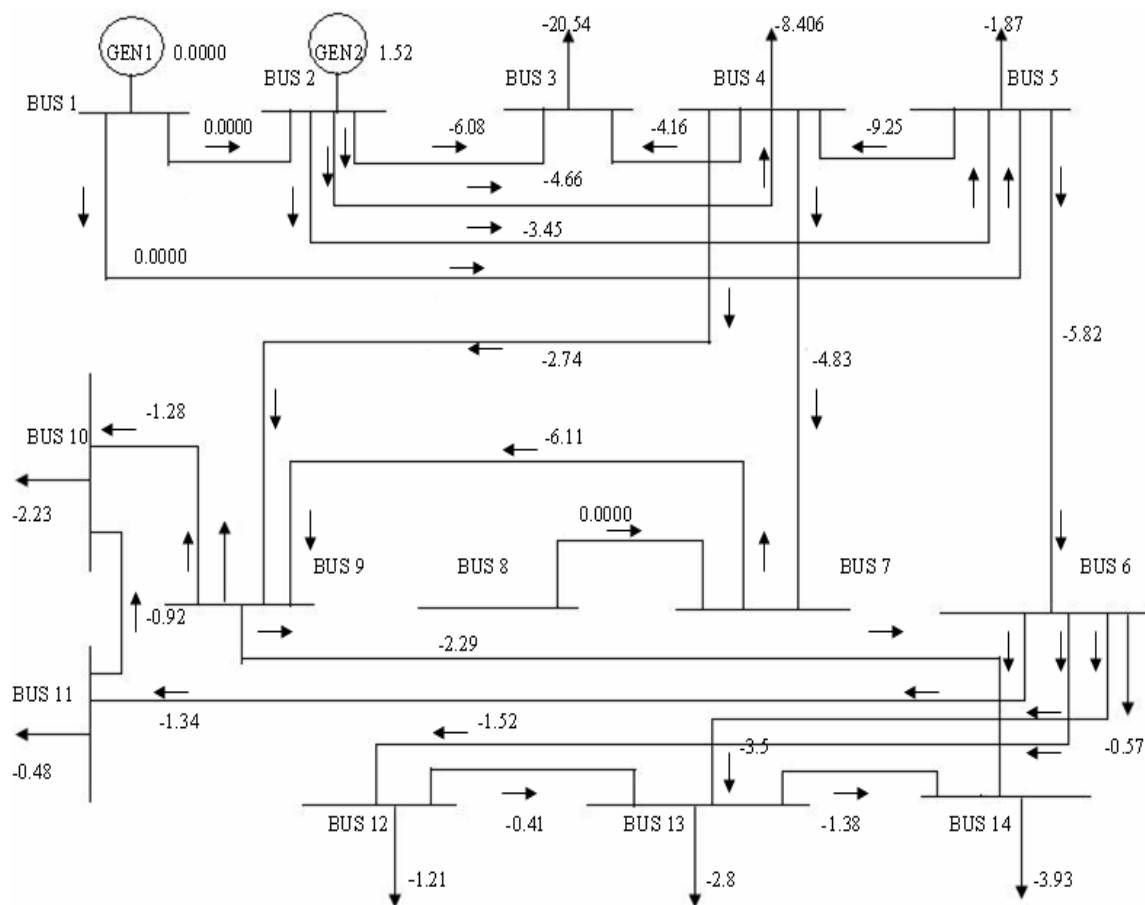 -20.54
-8.406
-1.87
GEN1
0.0000
GEN2
1.52
BUS 1
BUS 2
BUS 3
BUS 4
BUS 5
0.0000
-6.08
-4.16
-9.25
-4.66
-3.45
0.0000
-2.74
-4.83
-5.82
-1.28
BUS 10
-6.11
-2.23
0.0000
BUS 9
BUS 8
BUS 7
BUS 6
-0.92
-2.29
BUS 11
-1.34
-1.52
-3.5
-0.57
-0.48
BUS 12
-0.41
BUS 13
-1.38
BUS 14
-1.21
-2.8
-3.93